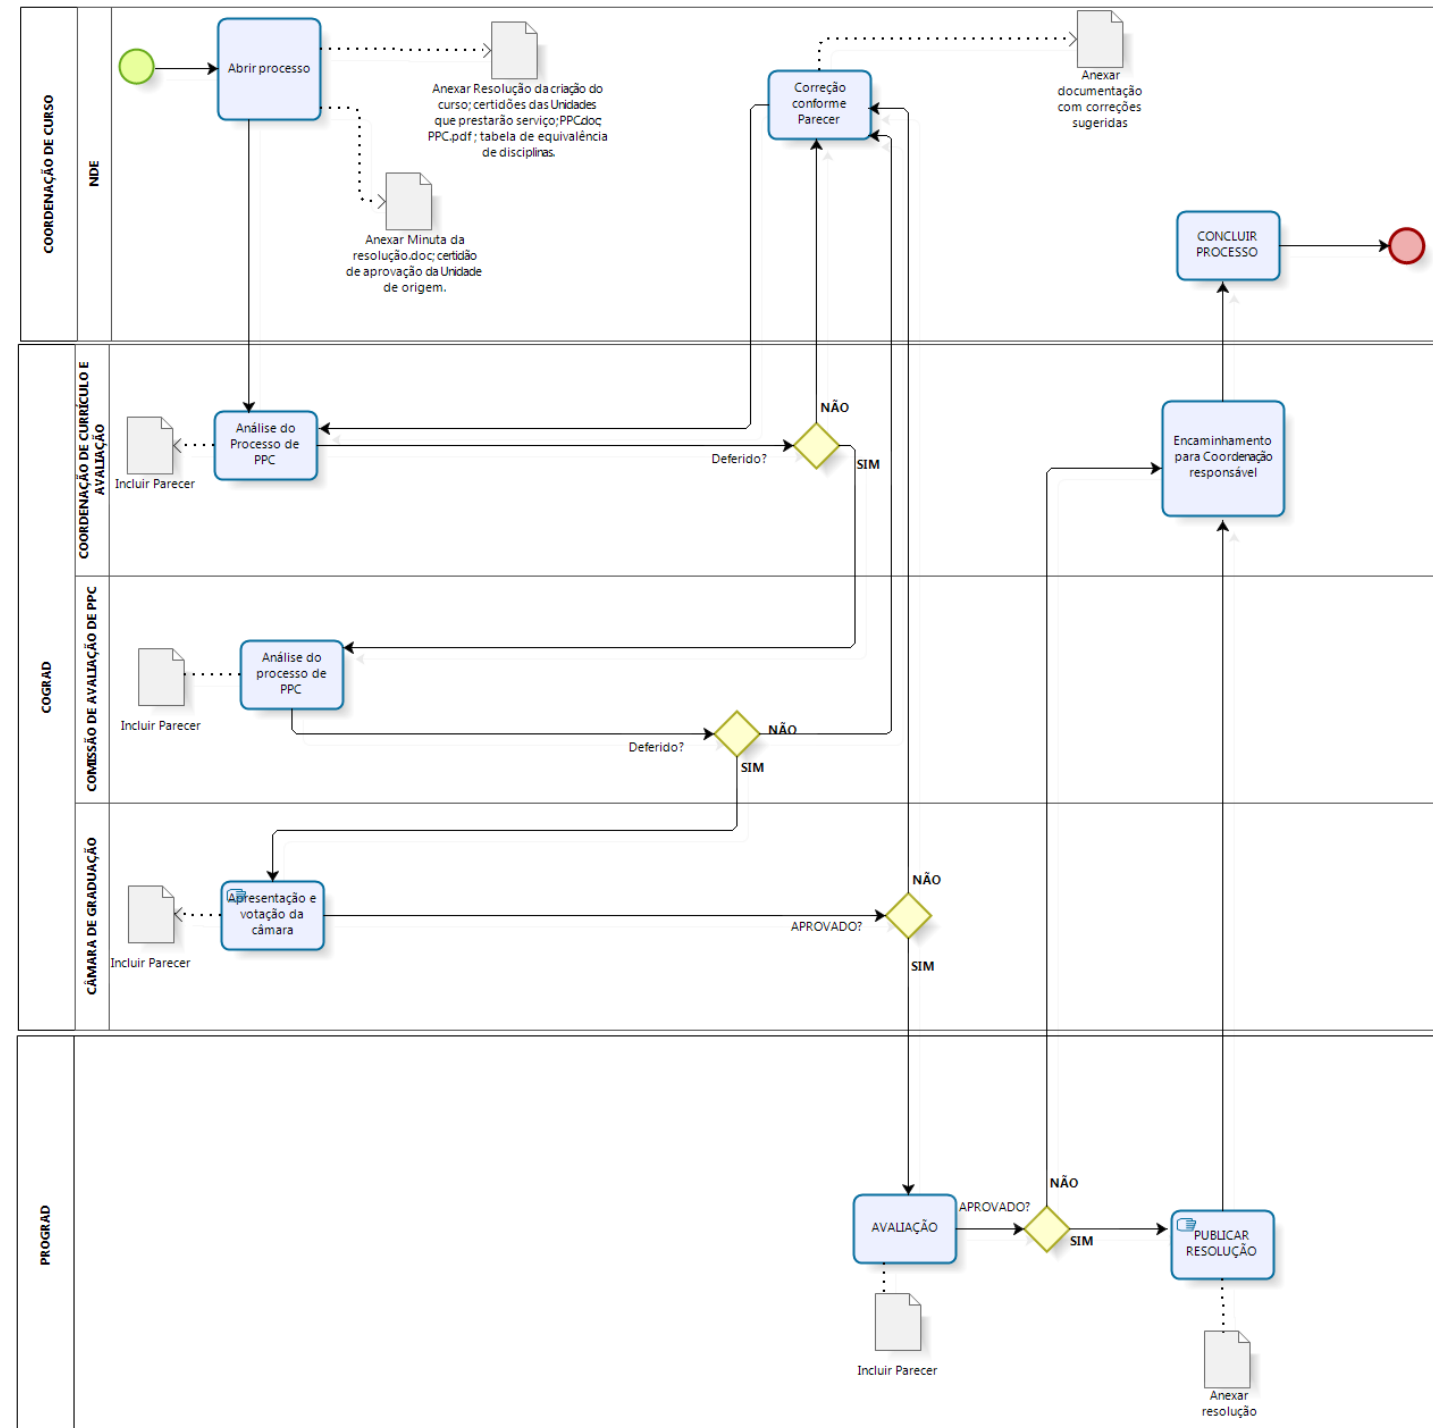 COORDENAÇÃO DE CURSO
NDE
Abrir processo
Anexar Resolução da criação do
curso; certidões das Unidades
que prestarão serviço; PPC.doc;
PPC.pdf ; tabela de equivalência
de disciplinas.
Anexar Minuta da
resolução.doc; certidão
de aprovação da Unidade
de origem.
Correção
conforme
Parecer
Anexar
documentação
com correções
sugeridas
CONCLUIR
PROCESSO
COGRAD
COORDENAÇÃO DE CURRÍCULO E
AVALIAÇÃO
Análise do
Processo de
PPC
Incluir Parecer
Deferido?
NÃO
SIM
Encaminhamento
para Coordenação
responsável
COMISSÃO DE AVALIAÇÃO DE PPC
Análise do
processo de
PPC
Incluir Parecer
Deferido?
NÃO
SIM
CÂMARA DE GRADUAÇÃO
Apresentação e
votação da
câmara
Incluir Parecer
APROVADO?
NÃO
SIM
PROGRAD
AVALIAÇÃO
Incluir Parecer
APROVADO?
NÃO
SIM
PUBLICAR
RESOLUÇÃO
Anexar
resolução